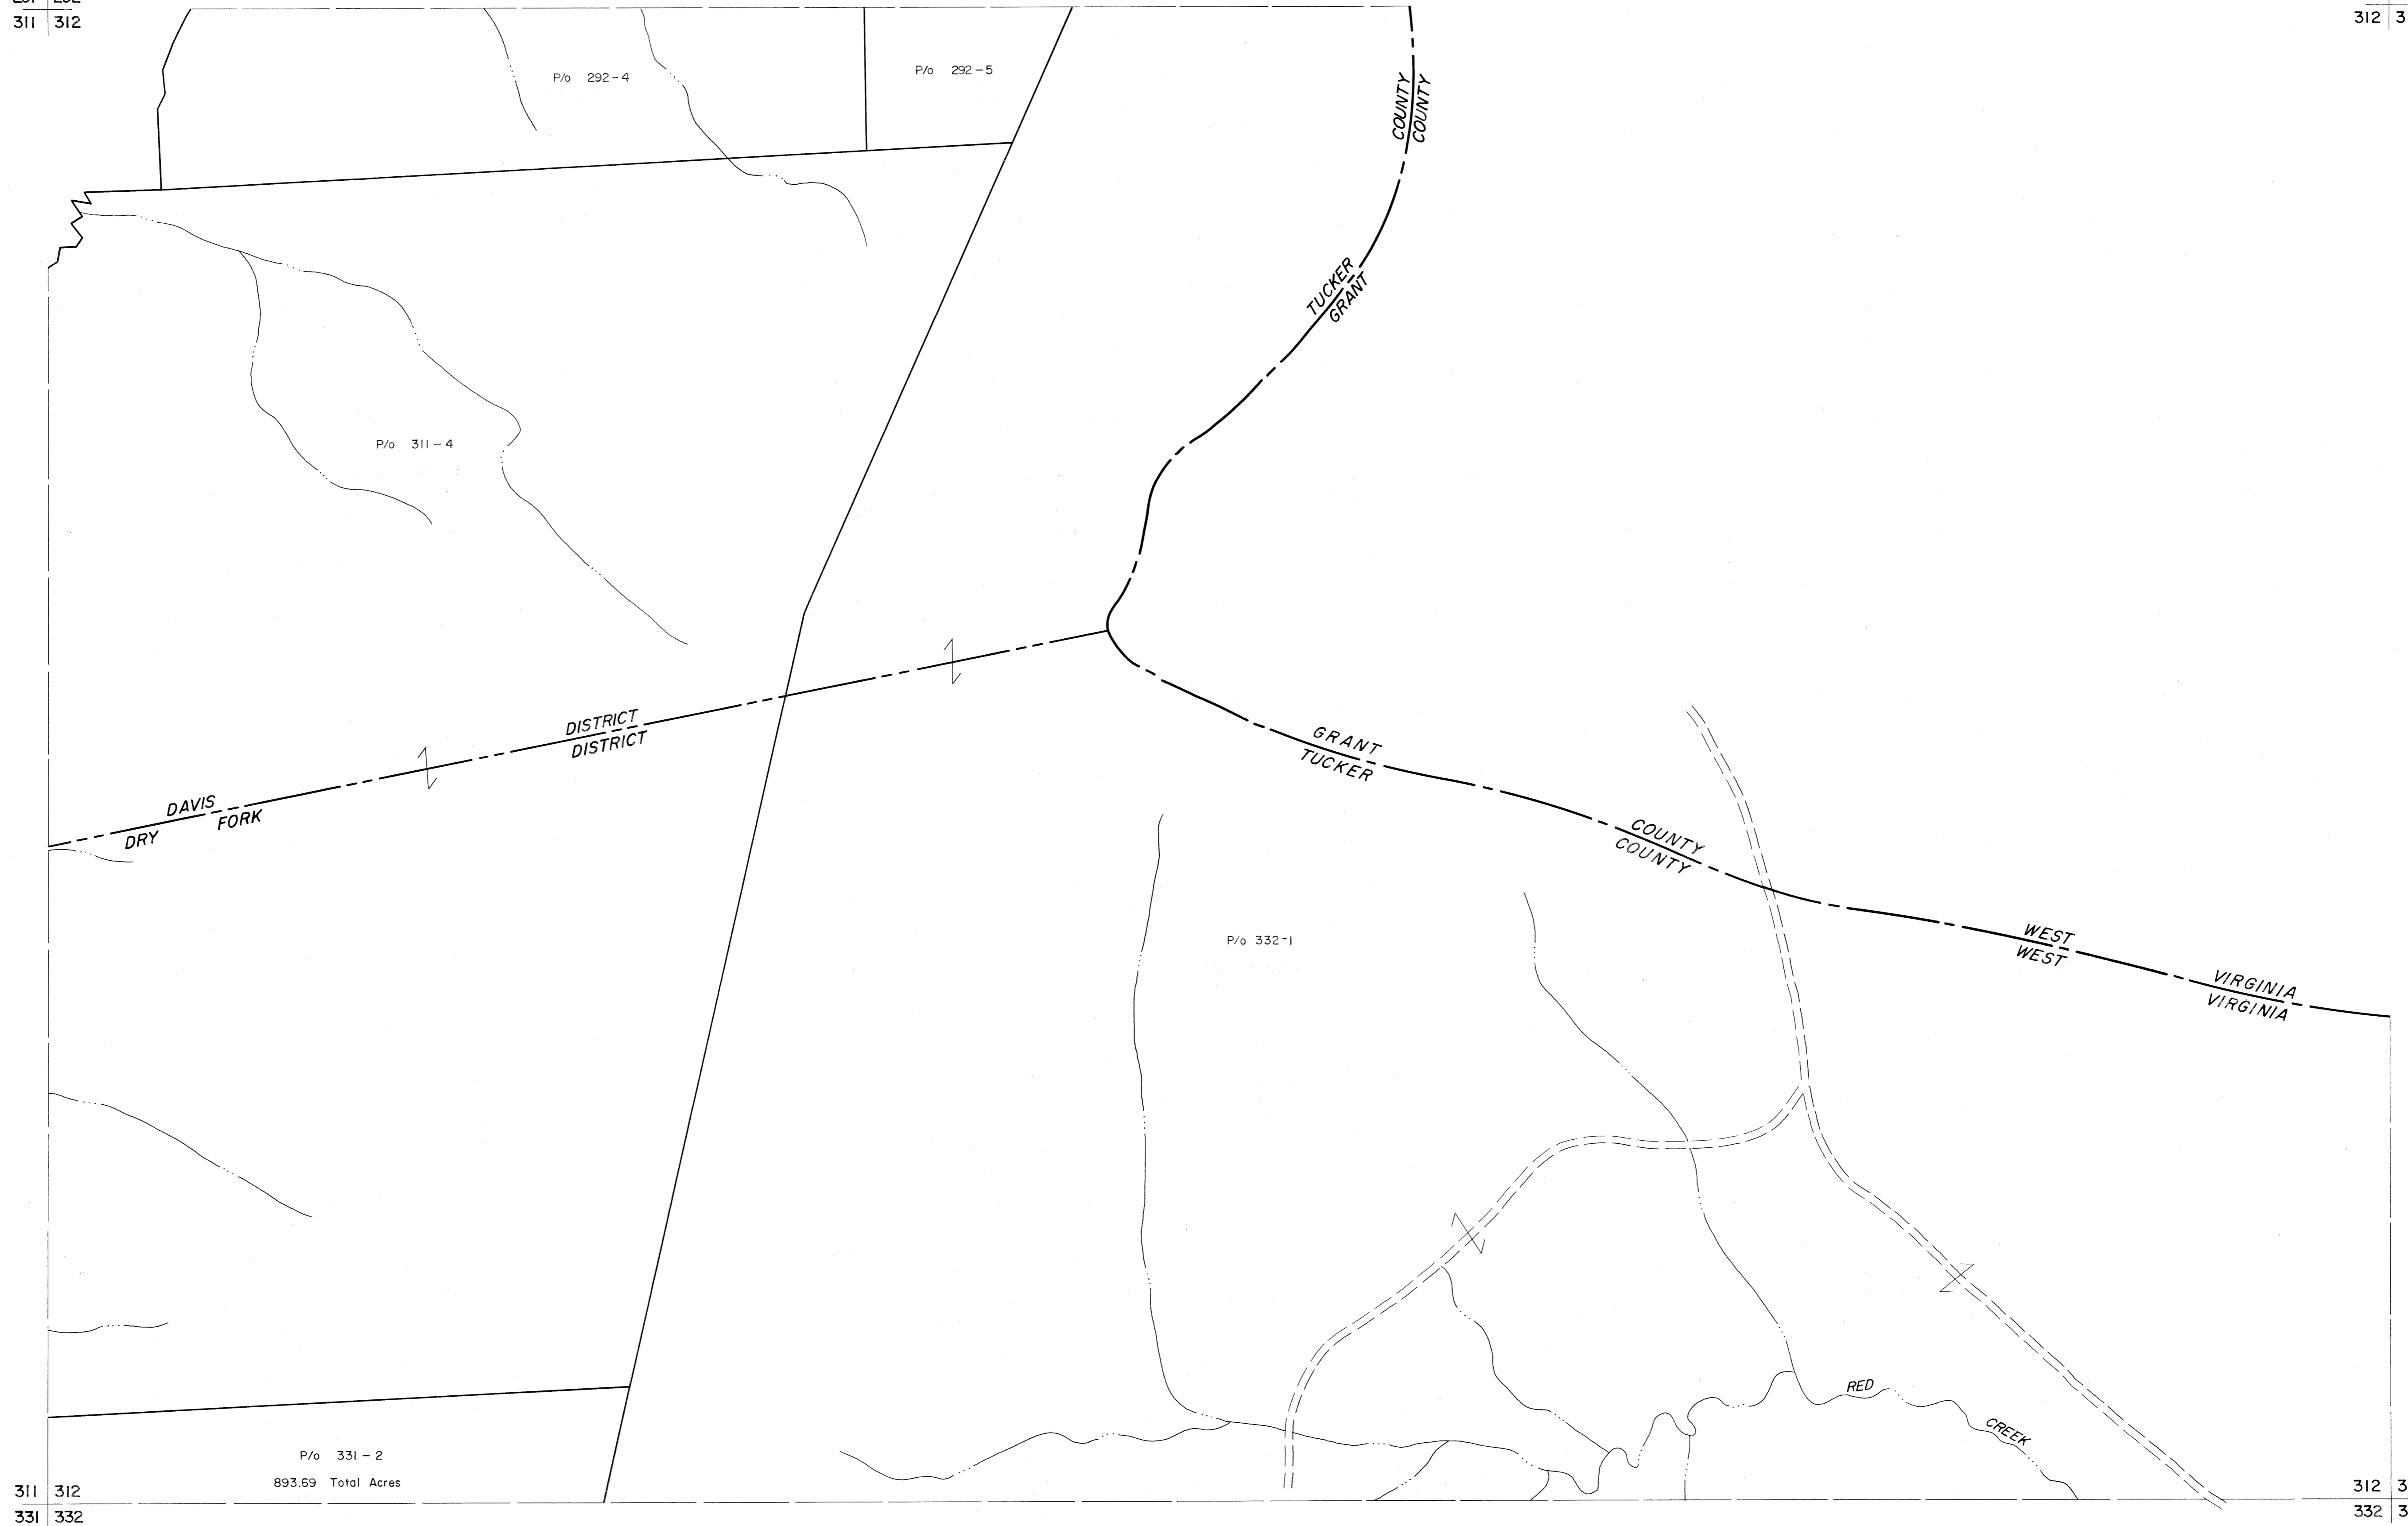 311 312
312
P/o 292-4
P/o 292-5
COUNTY
COUNTY
TUCKER
GRANT
P/o 311-4
DISTRICT
DISTRICT
DAVIS
DRY FORK
GRANT
TUCKER
COUNTY
COUNTY
P/o 332-1
WEST
WEST
VIRGINIA
VIRGINIA
RED
CREEK
P/o 331-2
893.69 Total Acres
311 312
331 332
312
332